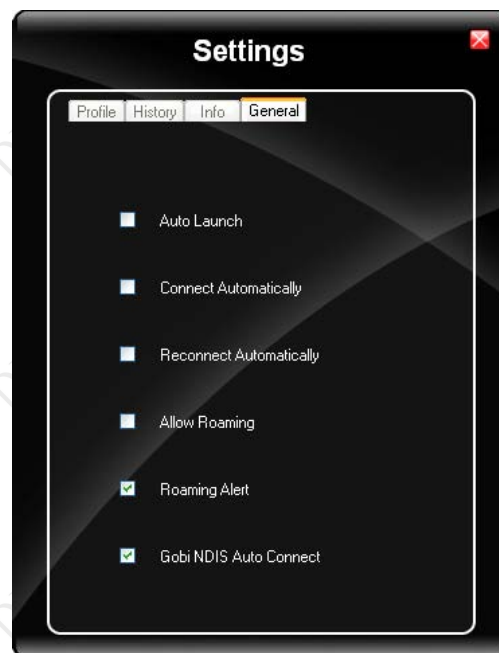 Settings
Profile History Info General
Auto Launch
Connect Automatically
Reconnect Automatically
Allow Roaming
Roaming Alert
Gobi NDIS Auto Connect